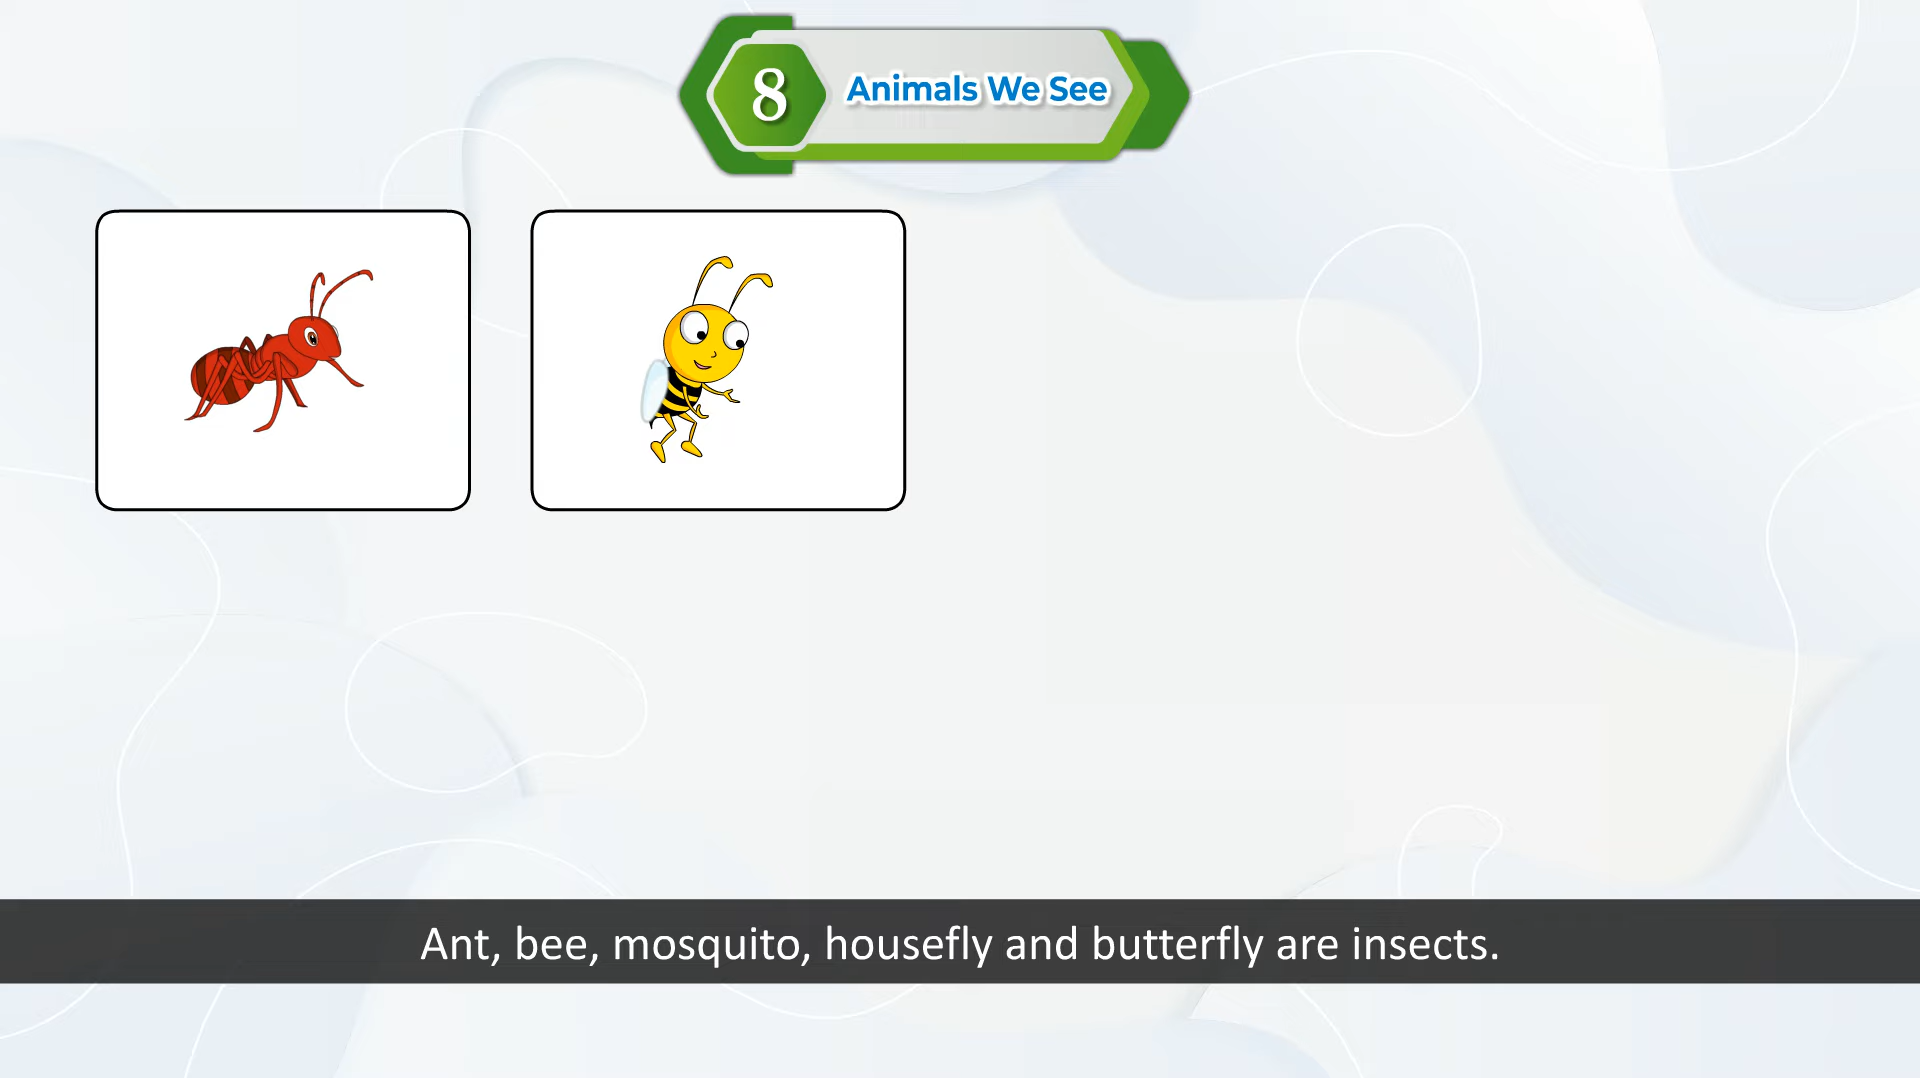 8
Animals We See
Ant, bee, mosquito, housefly and butterfly are insects.